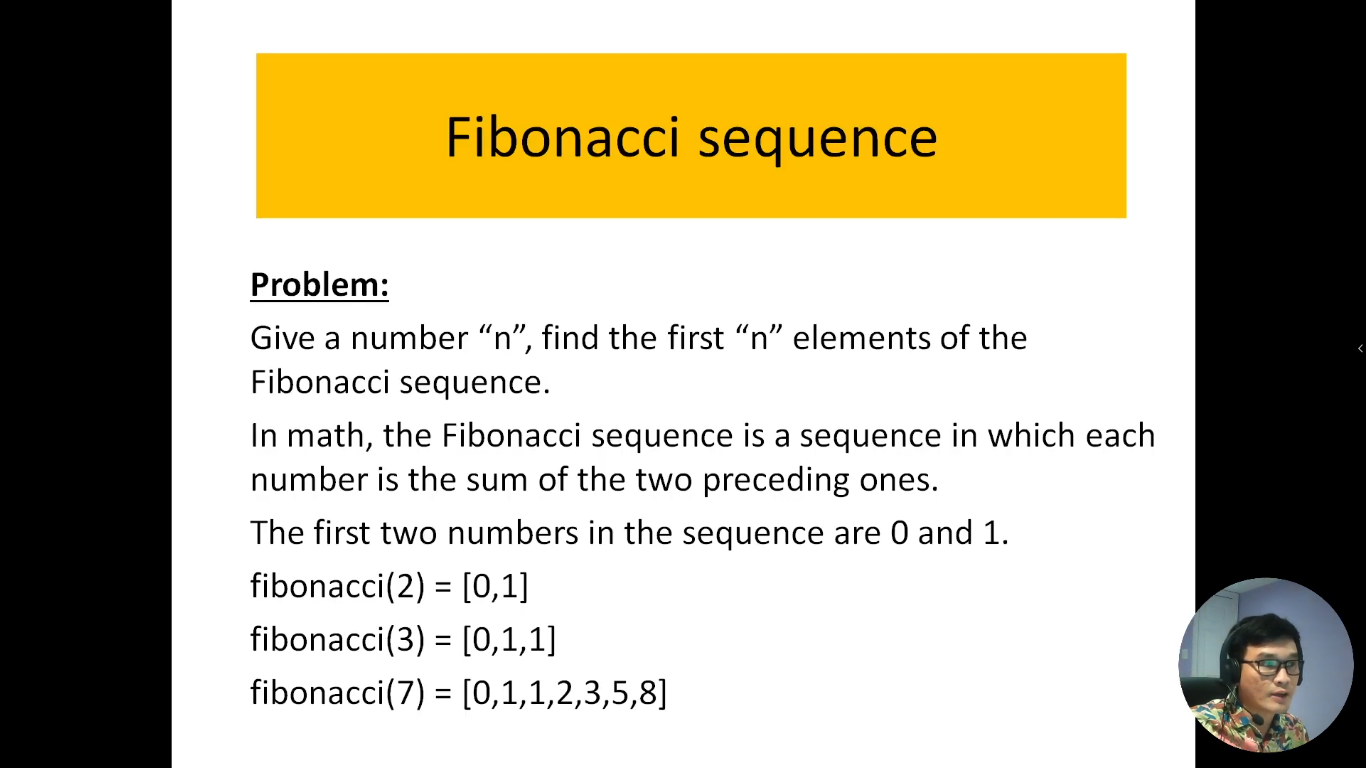 Fibonacci sequence
Problem:
Give a number “n”, find the first “n” elements of the
Fibonacci sequence.
In math, the Fibonacci sequence is a sequence in which each
number is the sum of the two preceding ones.
The first two numbers in the sequence are 0 and 1.
fibonacci(2) = [0,1]
fibonacci(3) = [0,1,1]
fibonacci(7) = [0,1,1,2,3,5,8]